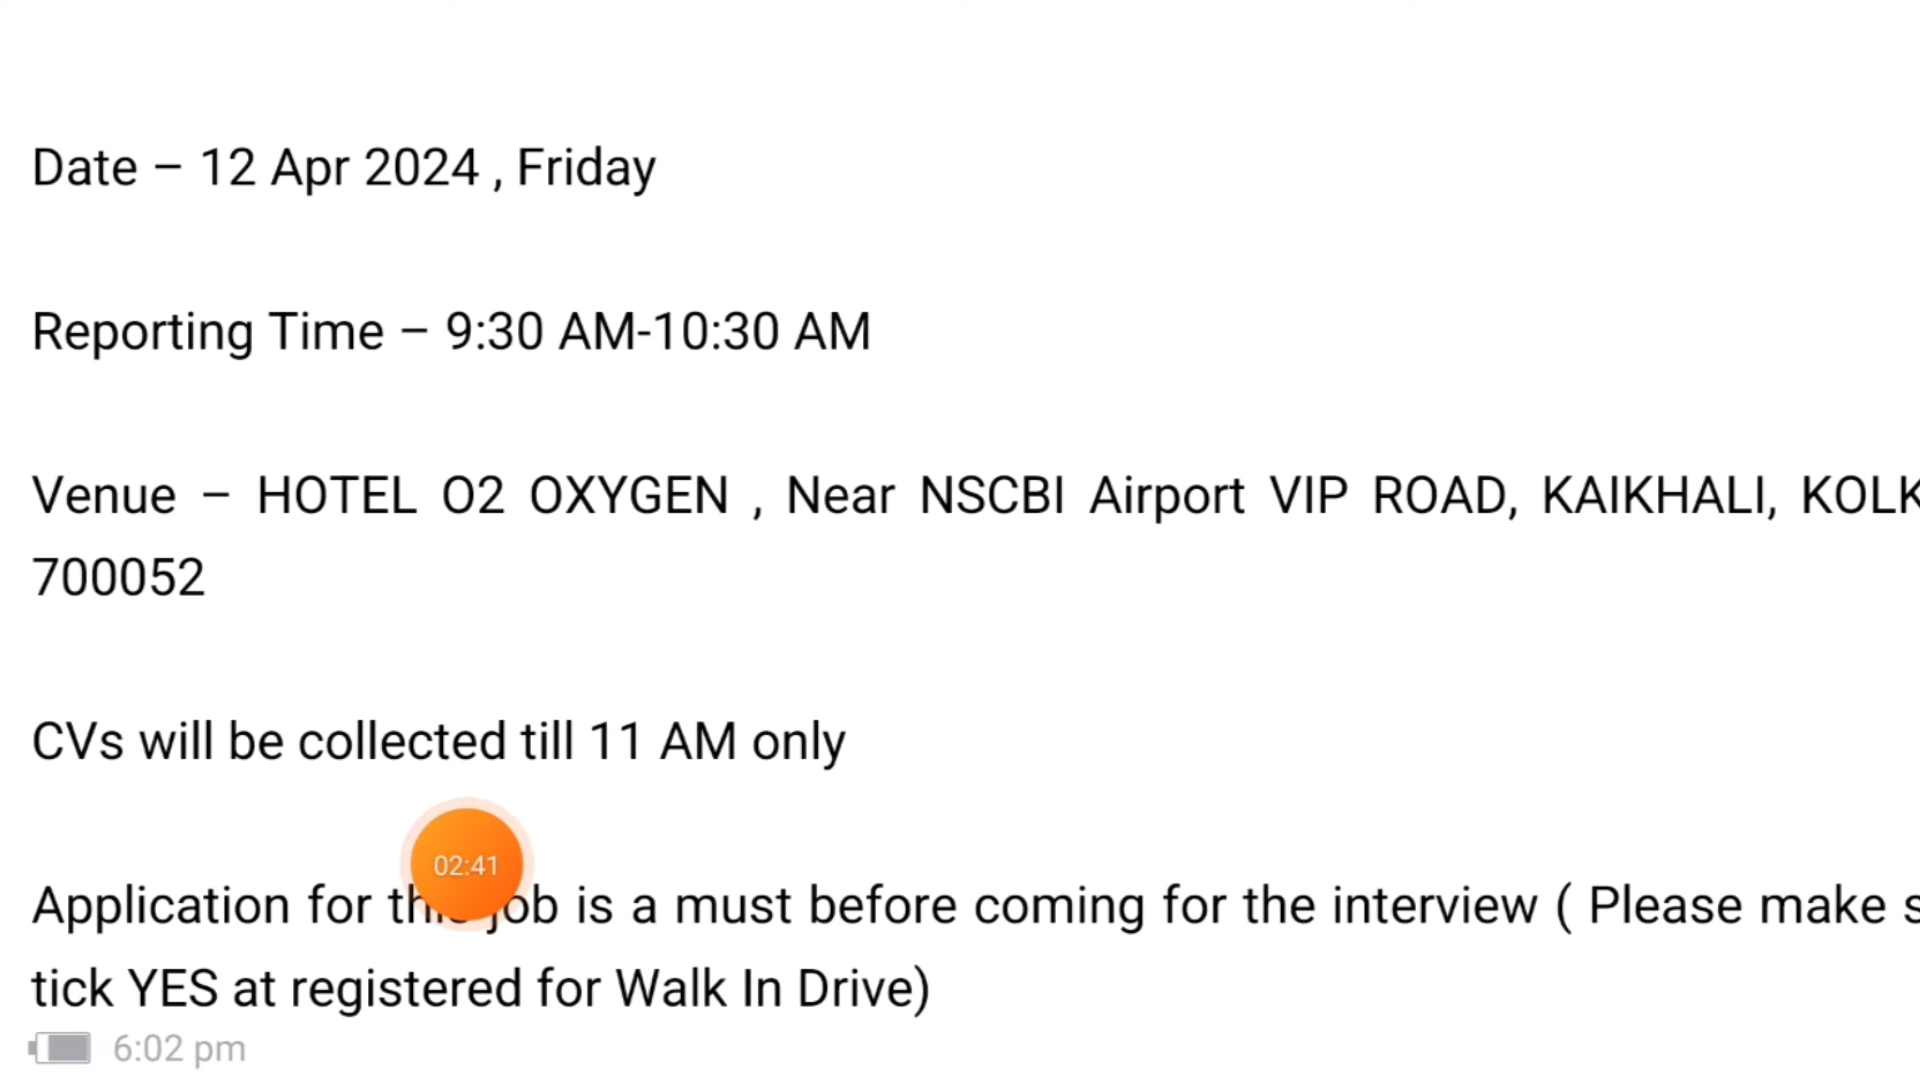 Date – 12 Apr 2024 , Friday
Reporting Time – 9:30 AM-10:30 AM
Venue – HOTEL O2 OXYGEN , Near NSCBI Airport VIP ROAD, KAIKHALI, KOLK
700052
CVs will be collected till 11 AM only
02:41
Application for this job is a must before coming for the interview ( Please make s
tick YES at registered for Walk In Drive)
6:02 pm